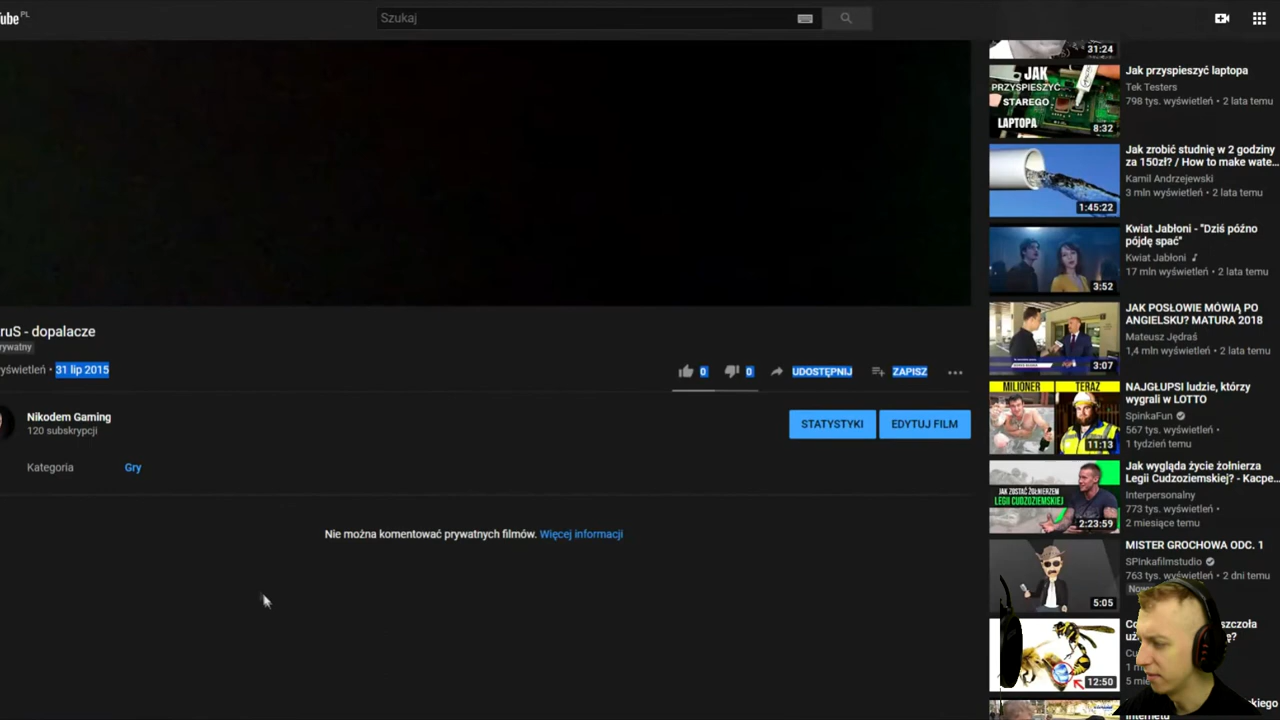 Tube PL
Szukaj
31:24
JAK
PRZYSPIESZYĆ
STAREGO
LAPTOPA
8:32
Jak przyspieszyć laptopa
Tek Testers
798 tys. wyświetleń • 2 lata temu
1:45:22
Jak zrobić studnię w 2 godziny
za 150zł? / How to make wate...
Kamil Andrzejewski
3 mln wyświetleń • 2 lata temu
3:52
Kwiat Jabłoni - "Dziś późno
pójdę spać"
Kwiat Jabłoni
17 mln wyświetleń • 2 lata temu
3:07
JAK POSŁOWIE MÓWIĄ PO
ANGIELSKU? MATURA 2018
Mateusz Jędraś
1,4 mln wyświetleń • 2 lata temu
MILIONER TERAZ
11:13
NAJGŁUPSI ludzie, którzy
wygrali w LOTTO
SpinkaFun
567 tys. wyświetleń •
1 tydzień temu
JAK ZOSTAĆ ŻOŁNIERZEM
LEGII CUDZOZIEMSKIEJ?
2:23:59
Jak wygląda życie żołnierza
Legii Cudzoziemskiej? - Kacpe...
Interpersonalny
773 tys. wyświetleń •
2 miesiące temu
5:05
MISTER GROCHOWA ODC. 1
SPInkafilmstudio
763 tys. wyświetleń • 2 dni temu
12:50
ruS - dopalacze
rywatny
yświetleń • 31 lip 2015
0 0 UDOSTĘPNIJ ZAPISZ
Nikodem Gaming
120 subskrypcji
STATYSTYKI EDYTUJ FILM
Kategoria Gry
Nie można komentować prywatnych filmów. Więcej informacji